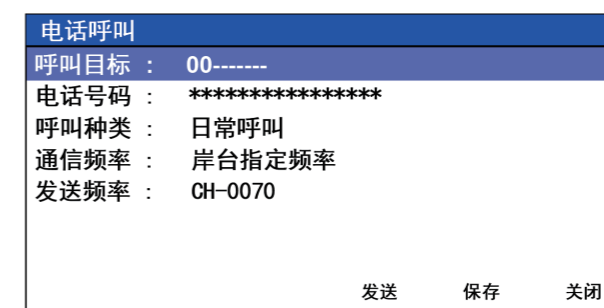 电话呼叫
呼叫目标 : 00-------
电话号码 : ****************
呼叫种类 : 日常呼叫
通信频率 : 岸台指定频率
发送频率 : CH-0070
发送 保存 关闭